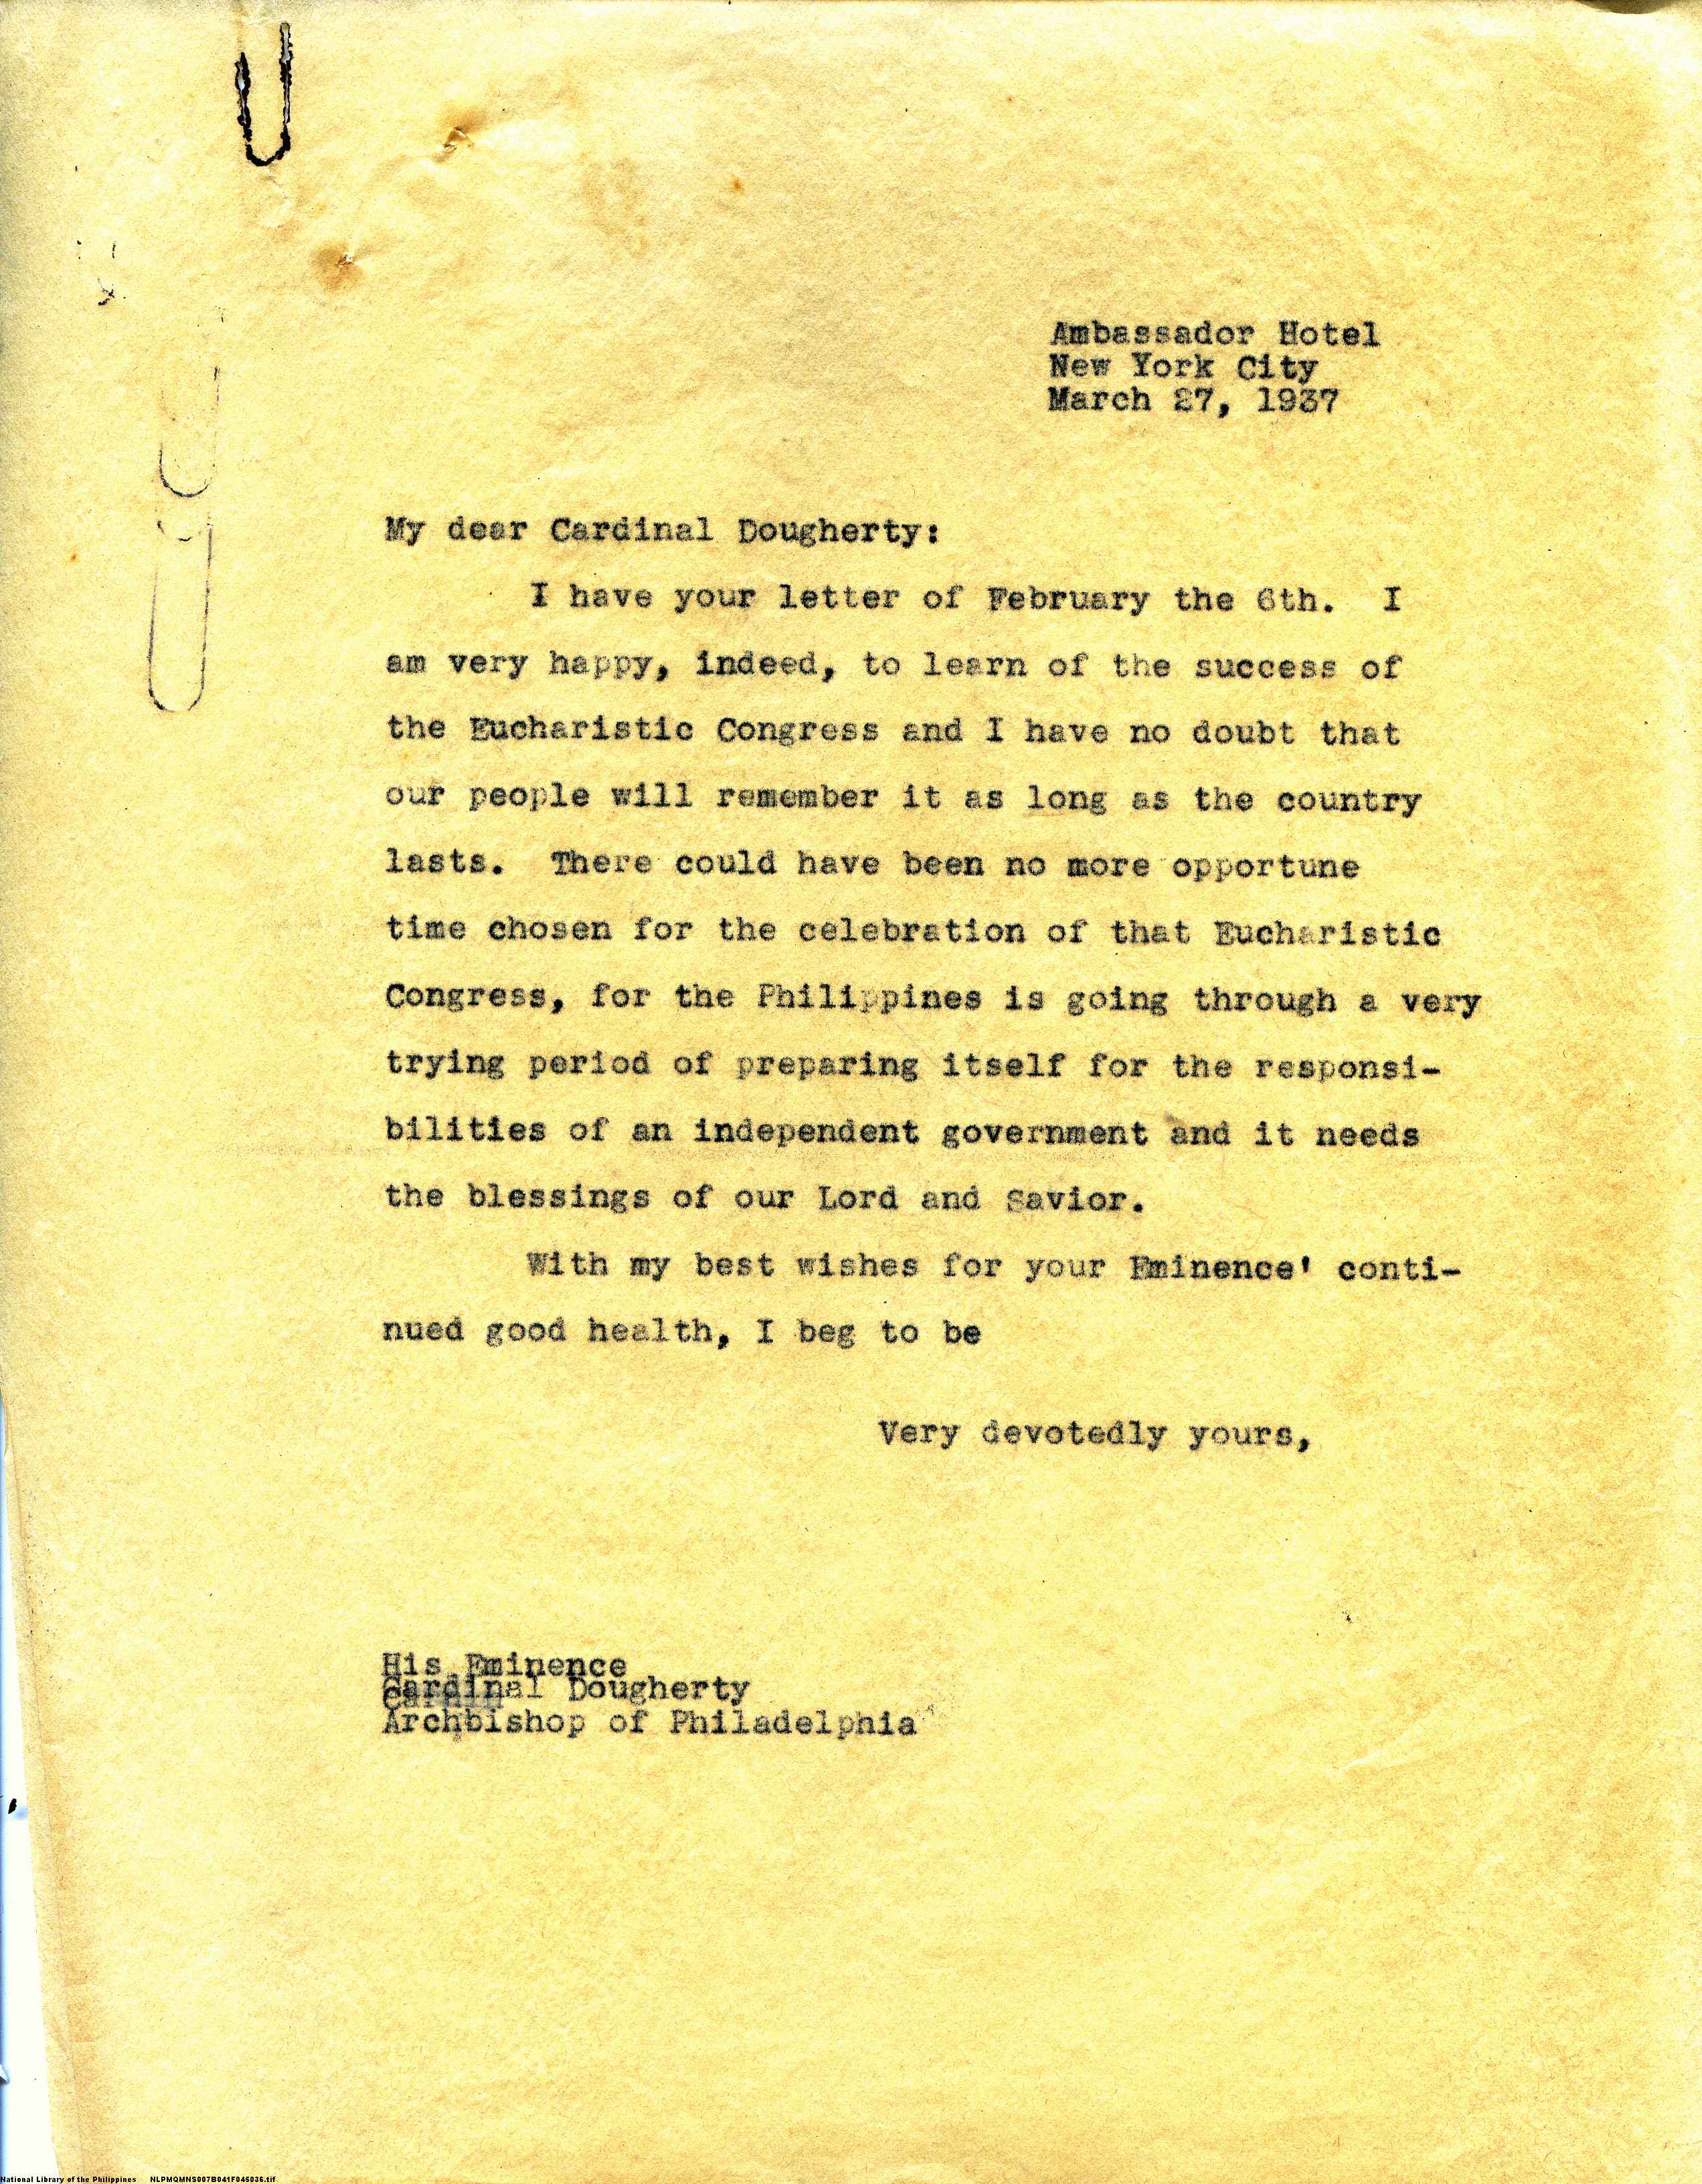 Ambassador Hotel
New York City
March 27, 1937
My dear Cardinal Dougherty:
I have your letter of February the 6th. I
am very happy, indeed, to learn of the success of
the Eucharistic Congress and I have no doubt that
our people will remember it as long as the country
lasts. There could have been no more opportune
time chosen for the celebration of that Eucharistic
Congress, for the Philippines is going through a very
trying period of preparing itself for the responsi-
bilities of an independent government and it needs
the blessings of our Lord and Savior.
With my best wishes for your Eminence' conti-
nued good health, I beg to be
Very devotedly yours,
His Eminence
Cardinal Dougherty
Archbishop of Philadelphia
National Library of the Philippines NLPMQMNS007B041F045036.tif